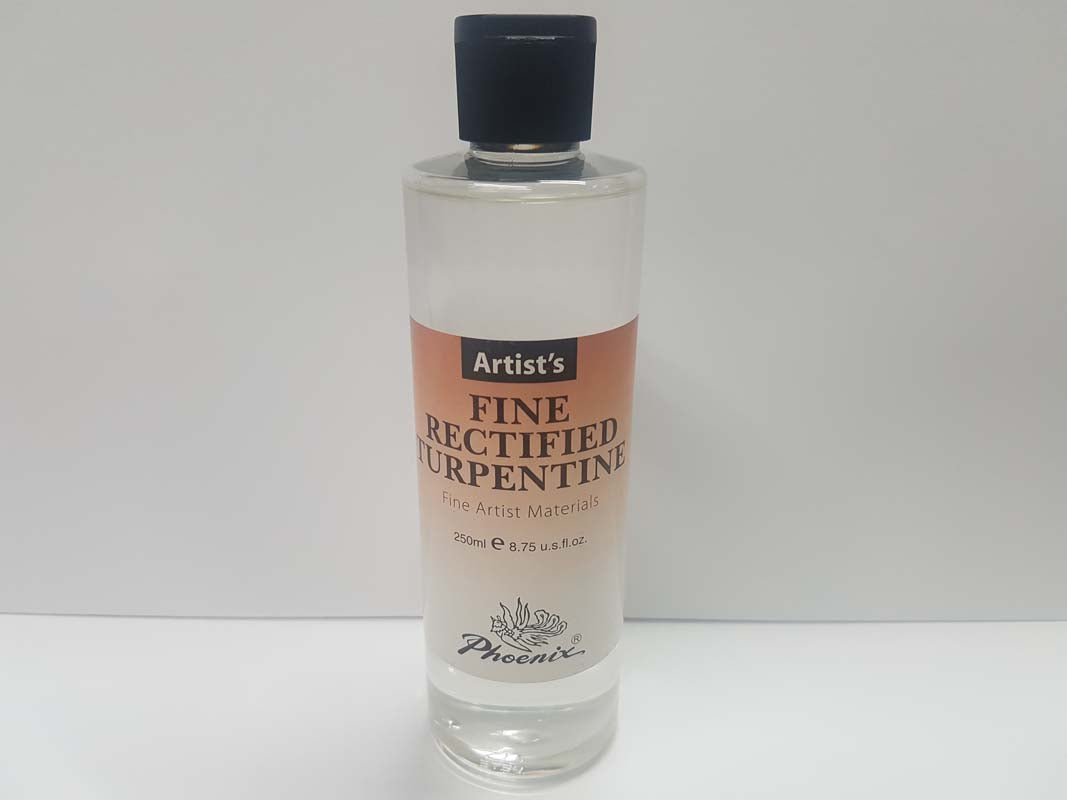 Artist's
FINE
RECTIFIED
TURPENTINE
Fine Artist Materials
250ml e 8.75 u.s.fl.oz.
Phoenix®